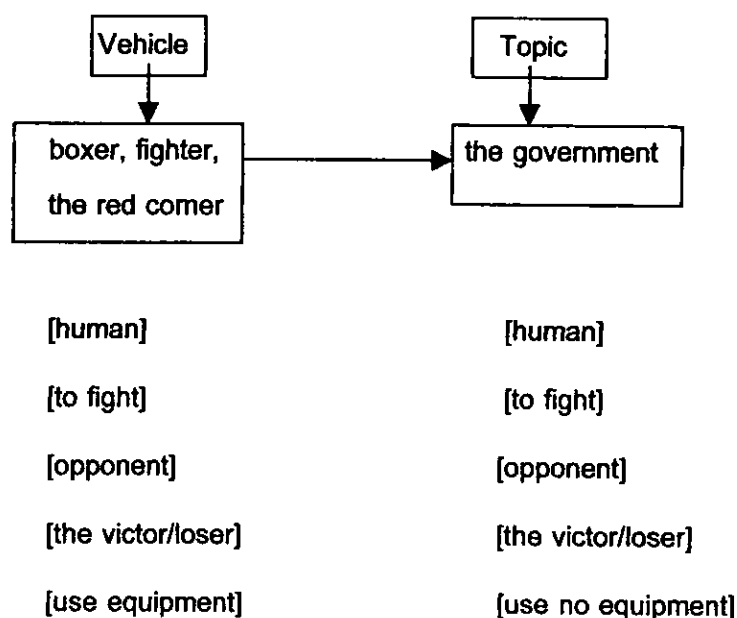 Vehicle
Topic
boxer, fighter,
the red corner
the government
[human]
[human]
[to fight]
[to fight]
[opponent]
[opponent]
[the victor/loser]
[the victor/loser]
[use equipment]
[use no equipment]